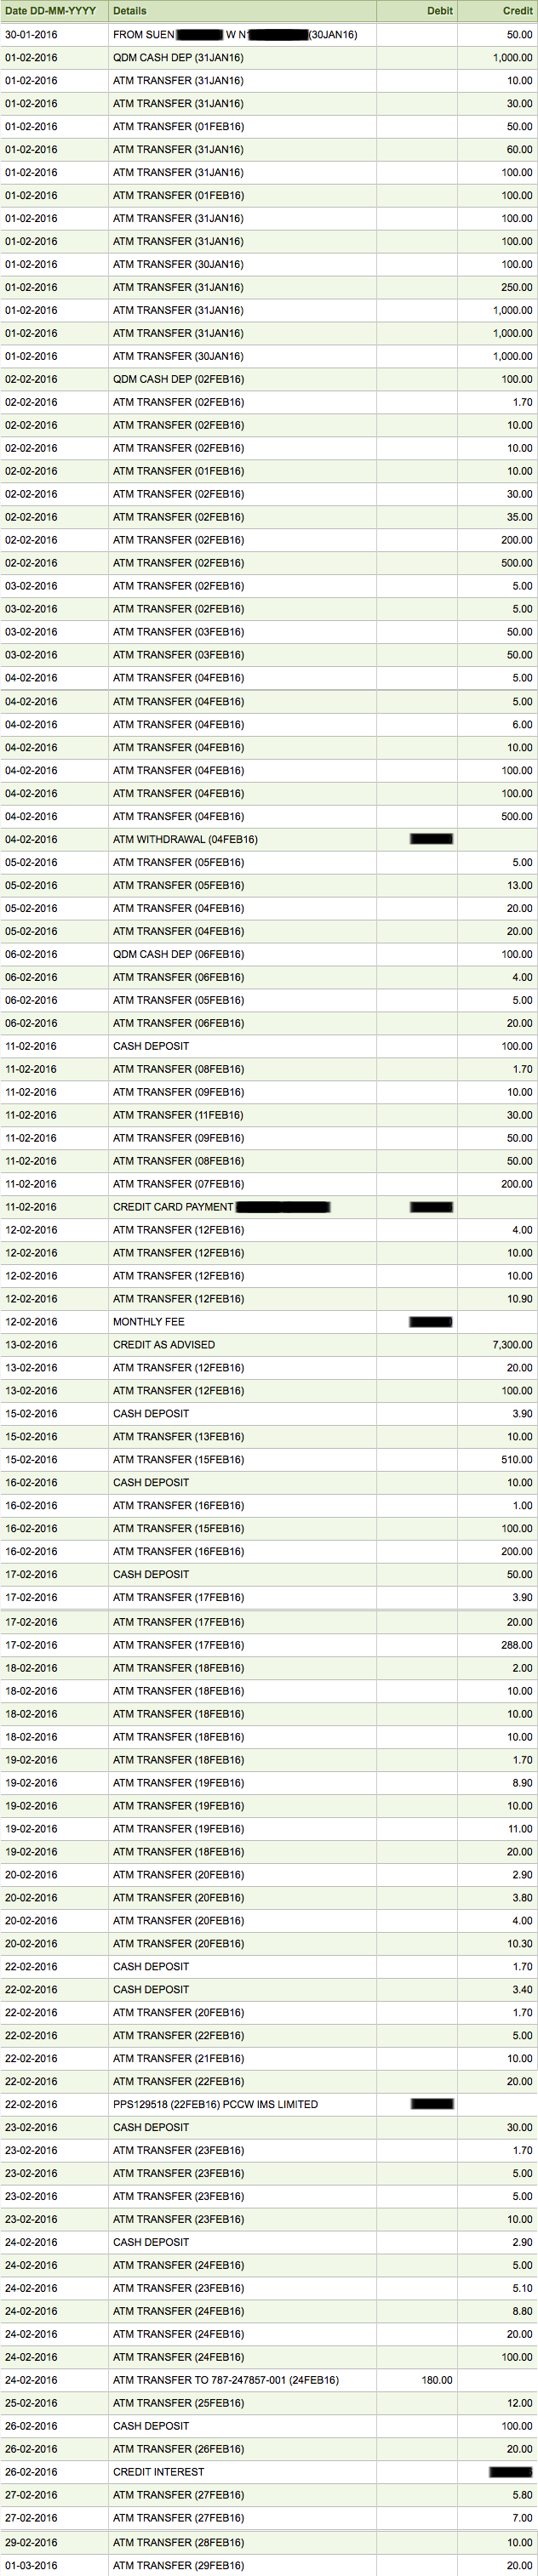 Date DD-MM-YYYY Details Debit Credit
30-01-2016 FROM SUEN W N (30JAN16) 50.00
01-02-2016 QDM CASH DEP (31JAN16) 1,000.00
01-02-2016 ATM TRANSFER (31JAN16) 10.00
01-02-2016 ATM TRANSFER (31JAN16) 30.00
01-02-2016 ATM TRANSFER (01FEB16) 50.00
01-02-2016 ATM TRANSFER (31JAN16) 60.00
01-02-2016 ATM TRANSFER (31JAN16) 100.00
01-02-2016 ATM TRANSFER (01FEB16) 100.00
01-02-2016 ATM TRANSFER (31JAN16) 100.00
01-02-2016 ATM TRANSFER (31JAN16) 100.00
01-02-2016 ATM TRANSFER (30JAN16) 100.00
01-02-2016 ATM TRANSFER (31JAN16) 250.00
01-02-2016 ATM TRANSFER (31JAN16) 1,000.00
01-02-2016 ATM TRANSFER (31JAN16) 1,000.00
01-02-2016 ATM TRANSFER (30JAN16) 1,000.00
02-02-2016 QDM CASH DEP (02FEB16) 100.00
02-02-2016 ATM TRANSFER (02FEB16) 1.70
02-02-2016 ATM TRANSFER (02FEB16) 10.00
02-02-2016 ATM TRANSFER (02FEB16) 10.00
02-02-2016 ATM TRANSFER (01FEB16) 10.00
02-02-2016 ATM TRANSFER (02FEB16) 30.00
02-02-2016 ATM TRANSFER (02FEB16) 35.00
02-02-2016 ATM TRANSFER (02FEB16) 200.00
02-02-2016 ATM TRANSFER (02FEB16) 500.00
03-02-2016 ATM TRANSFER (02FEB16) 5.00
03-02-2016 ATM TRANSFER (02FEB16) 5.00
03-02-2016 ATM TRANSFER (03FEB16) 50.00
03-02-2016 ATM TRANSFER (03FEB16) 50.00
04-02-2016 ATM TRANSFER (04FEB16) 5.00
04-02-2016 ATM TRANSFER (04FEB16) 5.00
04-02-2016 ATM TRANSFER (04FEB16) 6.00
04-02-2016 ATM TRANSFER (04FEB16) 10.00
04-02-2016 ATM TRANSFER (04FEB16) 100.00
04-02-2016 ATM TRANSFER (04FEB16) 100.00
04-02-2016 ATM TRANSFER (04FEB16) 500.00
04-02-2016 ATM WITHDRAWAL (04FEB16)
05-02-2016 ATM TRANSFER (05FEB16) 5.00
05-02-2016 ATM TRANSFER (05FEB16) 13.00
05-02-2016 ATM TRANSFER (04FEB16) 20.00
05-02-2016 ATM TRANSFER (04FEB16) 20.00
06-02-2016 QDM CASH DEP (06FEB16) 100.00
06-02-2016 ATM TRANSFER (06FEB16) 4.00
06-02-2016 ATM TRANSFER (05FEB16) 5.00
06-02-2016 ATM TRANSFER (06FEB16) 20.00
11-02-2016 CASH DEPOSIT 100.00
11-02-2016 ATM TRANSFER (08FEB16) 1.70
11-02-2016 ATM TRANSFER (09FEB16) 10.00
11-02-2016 ATM TRANSFER (11FEB16) 30.00
11-02-2016 ATM TRANSFER (09FEB16) 50.00
11-02-2016 ATM TRANSFER (08FEB16) 50.00
11-02-2016 ATM TRANSFER (07FEB16) 200.00
11-02-2016 CREDIT CARD PAYMENT
12-02-2016 ATM TRANSFER (12FEB16) 4.00
12-02-2016 ATM TRANSFER (12FEB16) 10.00
12-02-2016 ATM TRANSFER (12FEB16) 10.00
12-02-2016 ATM TRANSFER (12FEB16) 10.90
12-02-2016 MONTHLY FEE
13-02-2016 CREDIT AS ADVISED 7,300.00
13-02-2016 ATM TRANSFER (12FEB16) 20.00
13-02-2016 ATM TRANSFER (12FEB16) 100.00
15-02-2016 CASH DEPOSIT 3.90
15-02-2016 ATM TRANSFER (13FEB16) 10.00
15-02-2016 ATM TRANSFER (15FEB16) 510.00
16-02-2016 CASH DEPOSIT 10.00
16-02-2016 ATM TRANSFER (16FEB16) 1.00
16-02-2016 ATM TRANSFER (15FEB16) 100.00
16-02-2016 ATM TRANSFER (16FEB16) 200.00
17-02-2016 CASH DEPOSIT 50.00
17-02-2016 ATM TRANSFER (17FEB16) 3.90
17-02-2016 ATM TRANSFER (17FEB16) 20.00
17-02-2016 ATM TRANSFER (17FEB16) 288.00
18-02-2016 ATM TRANSFER (18FEB16) 2.00
18-02-2016 ATM TRANSFER (18FEB16) 10.00
18-02-2016 ATM TRANSFER (18FEB16) 10.00
18-02-2016 ATM TRANSFER (18FEB16) 10.00
19-02-2016 ATM TRANSFER (18FEB16) 1.70
19-02-2016 ATM TRANSFER (19FEB16) 8.90
19-02-2016 ATM TRANSFER (19FEB16) 10.00
19-02-2016 ATM TRANSFER (19FEB16) 11.00
19-02-2016 ATM TRANSFER (18FEB16) 20.00
20-02-2016 ATM TRANSFER (20FEB16) 2.90
20-02-2016 ATM TRANSFER (20FEB16) 3.80
20-02-2016 ATM TRANSFER (20FEB16) 4.00
20-02-2016 ATM TRANSFER (20FEB16) 10.30
22-02-2016 CASH DEPOSIT 1.70
22-02-2016 CASH DEPOSIT 3.40
22-02-2016 ATM TRANSFER (20FEB16) 1.70
22-02-2016 ATM TRANSFER (22FEB16) 5.00
22-02-2016 ATM TRANSFER (21FEB16) 10.00
22-02-2016 ATM TRANSFER (22FEB16) 20.00
22-02-2016 PPS129518 (22FEB16) PCCW IMS LIMITED
23-02-2016 CASH DEPOSIT 30.00
23-02-2016 ATM TRANSFER (23FEB16) 1.70
23-02-2016 ATM TRANSFER (23FEB16) 5.00
23-02-2016 ATM TRANSFER (23FEB16) 5.00
23-02-2016 ATM TRANSFER (23FEB16) 10.00
24-02-2016 CASH DEPOSIT 2.90
24-02-2016 ATM TRANSFER (24FEB16) 5.00
24-02-2016 ATM TRANSFER (23FEB16) 5.10
24-02-2016 ATM TRANSFER (24FEB16) 8.80
24-02-2016 ATM TRANSFER (24FEB16) 20.00
24-02-2016 ATM TRANSFER (24FEB16) 100.00
24-02-2016 ATM TRANSFER TO 787-247857-001 (24FEB16) 180.00
25-02-2016 ATM TRANSFER (25FEB16) 12.00
26-02-2016 CASH DEPOSIT 100.00
26-02-2016 ATM TRANSFER (26FEB16) 20.00
26-02-2016 CREDIT INTEREST
27-02-2016 ATM TRANSFER (27FEB16) 5.80
27-02-2016 ATM TRANSFER (27FEB16) 7.00
29-02-2016 ATM TRANSFER (28FEB16) 10.00
01-03-2016 ATM TRANSFER (29FEB16) 20.00